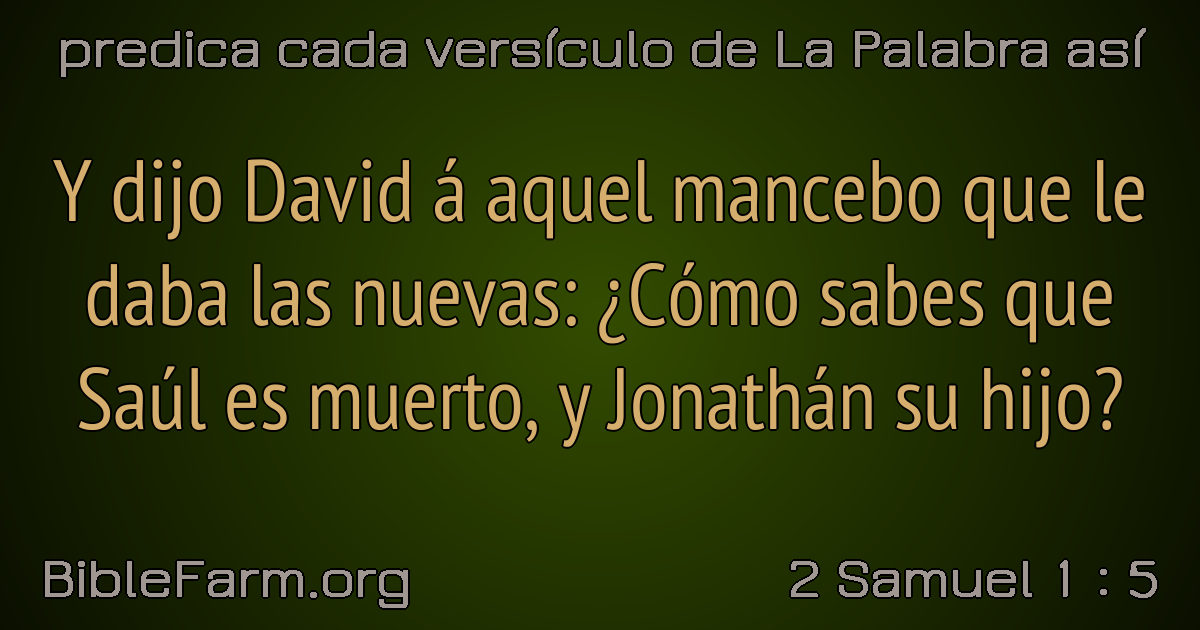 predica cada versículo de La Palabra así
Y dijo David á aquel mancebo que le
daba las nuevas: ¿Cómo sabes que
Saúl es muerto, y Jonathán su hijo?
BibleFarm.org
2 Samuel 1 : 5